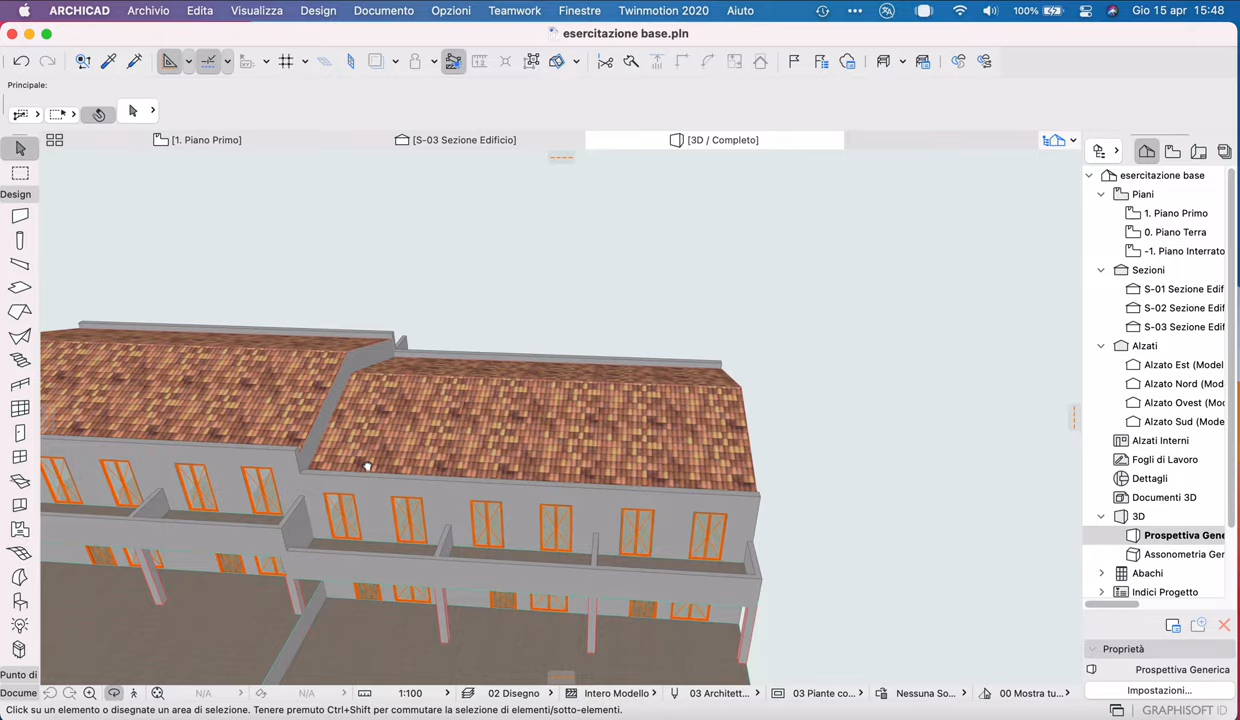 ARCHICAD Archivio Edita Visualizza Design Documento Opzioni Teamwork Finestre Twinmotion 2020 Aiuto 100% Gio 15 apr 15:48
esercitazione base.pln
Principale:
[1. Piano Primo] [S-03 Sezione Edificio] [3D / Completo]
Design
esercitazione base
Piani
1. Piano Primo
0. Piano Terra
-1. Piano Interrato
Sezioni
S-01 Sezione Edif
S-02 Sezione Edif
S-03 Sezione Edif
Alzati
Alzato Est (Model
Alzato Nord (Mod
Alzato Ovest (Moc
Alzato Sud (Mode
Alzati Interni
Fogli di Lavoro
Dettagli
Documenti 3D
3D
Prospettiva Gene
Assonometria Ger
Abachi
Indici Progetto
Proprietà
Prospettiva Generica
Impostazioni...
Punto di
Docume N/A N/A 1:100 02 Disegno Intero Modello 03 Architett... 03 Piante co... Nessuna So... 00 Mostra tu...
Click su un elemento o disegnate un area di selezione. Tenere premuto Ctrl+Shift per commutare la selezione di elementi/sotto-elementi. GRAPHISOFT ID